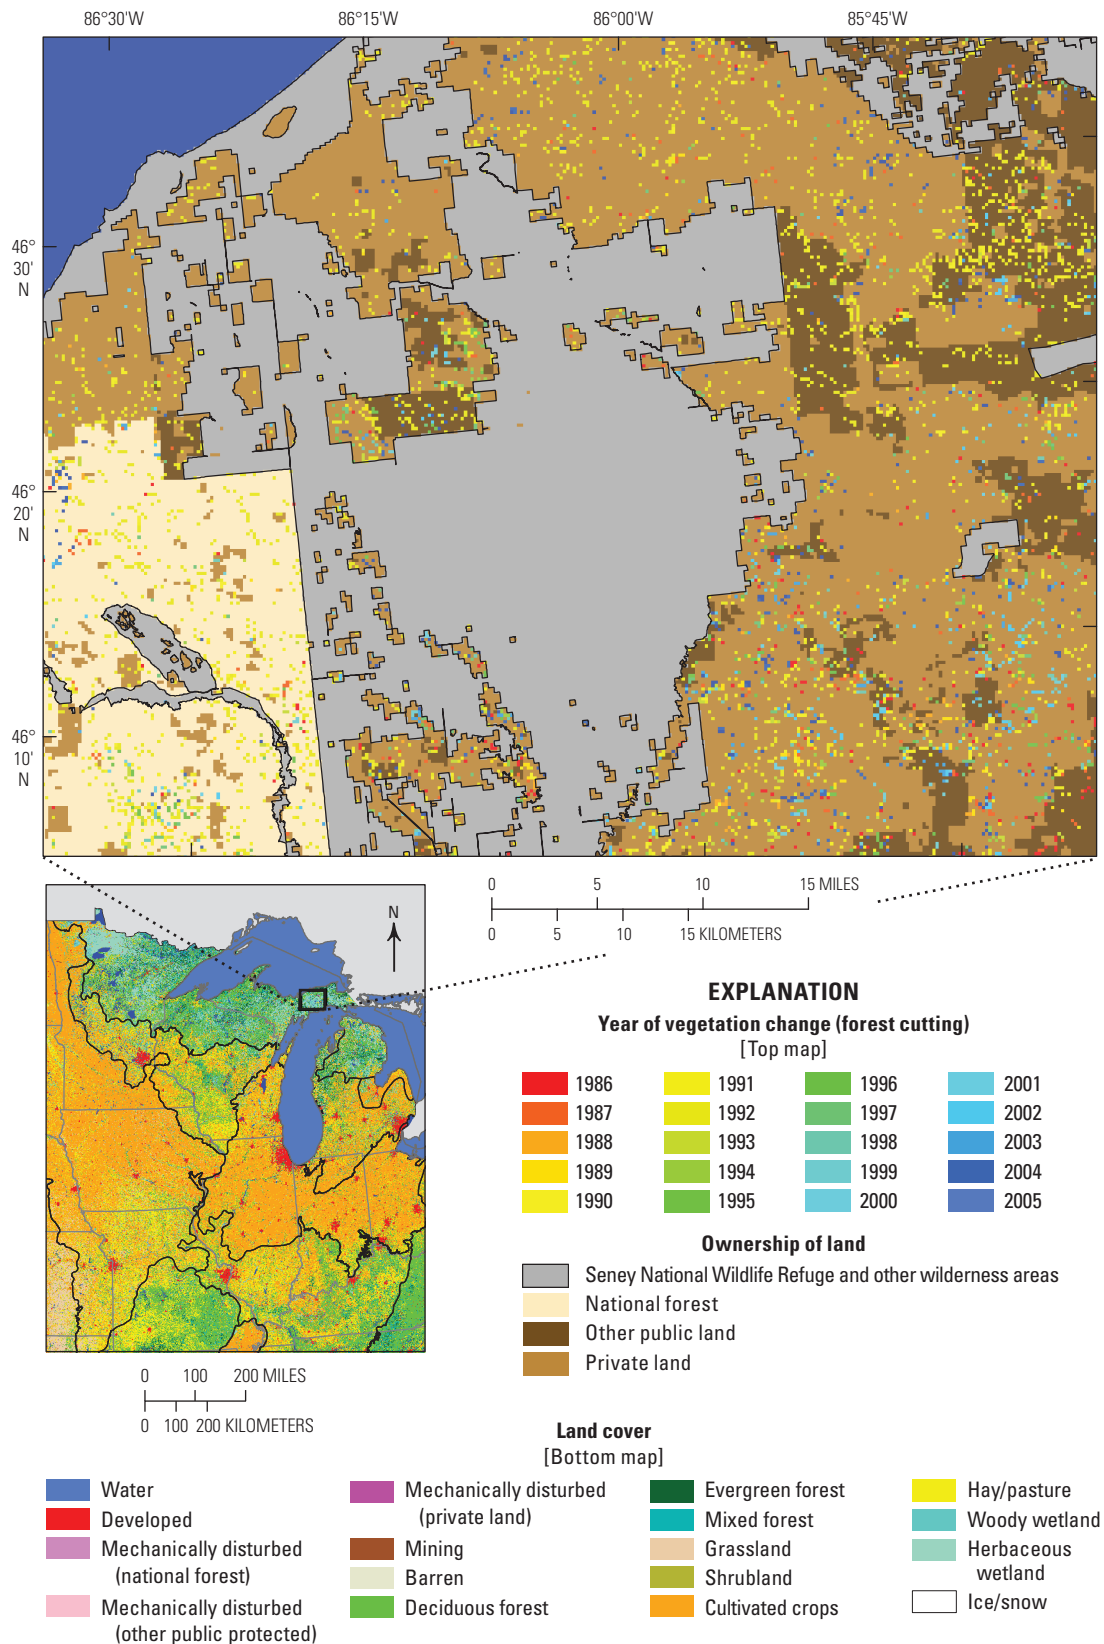 86°30'W 86°15'W 86°00'W 85°45'W
46°
30'
N
46°
20'
N
46°
10'
N
0 5 10 15 MILES
0 5 10 15 KILOMETERS
N
EXPLANATION
Year of vegetation change (forest cutting)
[Top map]
1986 1991 1996 2001
1987 1992 1997 2002
1988 1993 1998 2003
1989 1994 1999 2004
1990 1995 2000 2005
Ownership of land
Seney National Wildlife Refuge and other wilderness areas
National forest
Other public land
Private land
0 100 200 MILES
0 100 200 KILOMETERS
Land cover
[Bottom map]
Water
Developed
Mechanically disturbed
(national forest)
Mechanically disturbed
(other public protected)
Mechanically disturbed
(private land)
Mining
Barren
Deciduous forest
Evergreen forest
Mixed forest
Grassland
Shrubland
Cultivated crops
Hay/pasture
Woody wetland
Herbaceous
wetland
Ice/snow